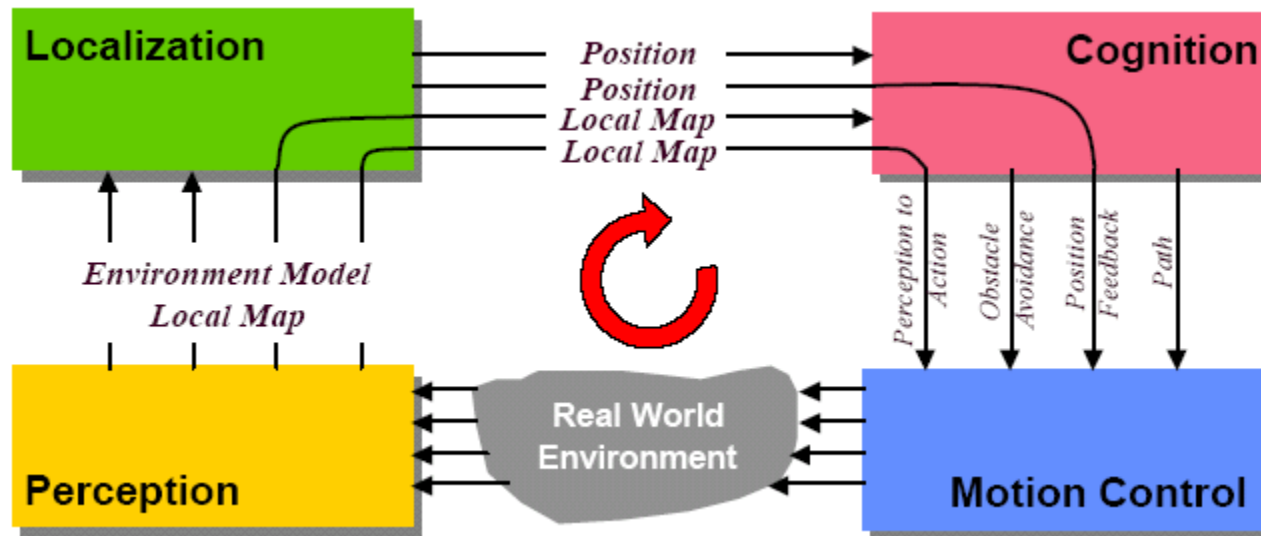 Localization
Position
Cognition
Position
Local Map
Local Map
Perception to
Action
Obstacle
Avoidance
Position
Feedback
Path
Environment Model
Local Map
Real World
Environment
Perception
Motion Control